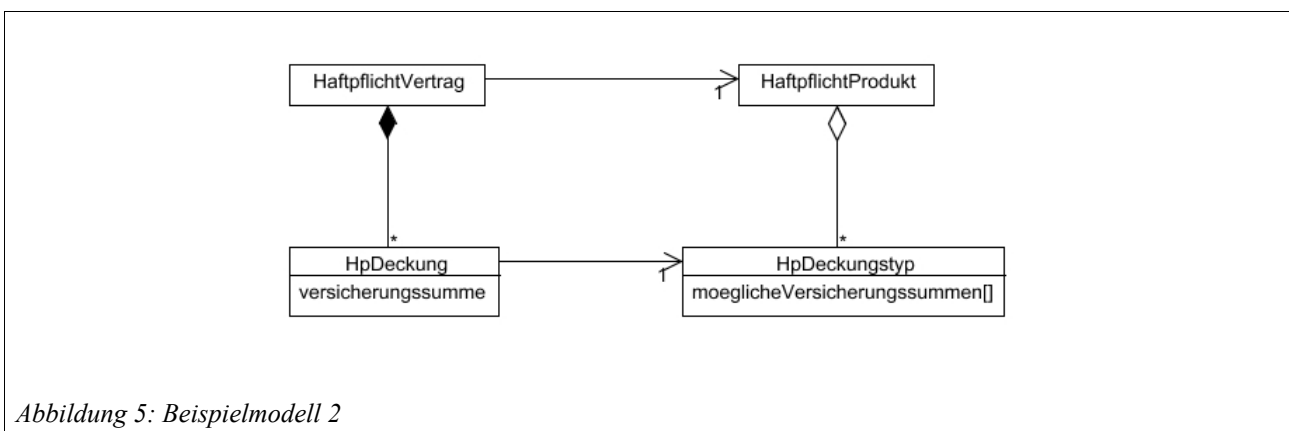 HaftpflichtVertrag
1
HaftpflichtProdukt
*
*
HpDeckung
1
HpDeckungstyp
versicherungssumme
moeglicheVersicherungssummen[]
Abbildung 5: Beispielmodell 2